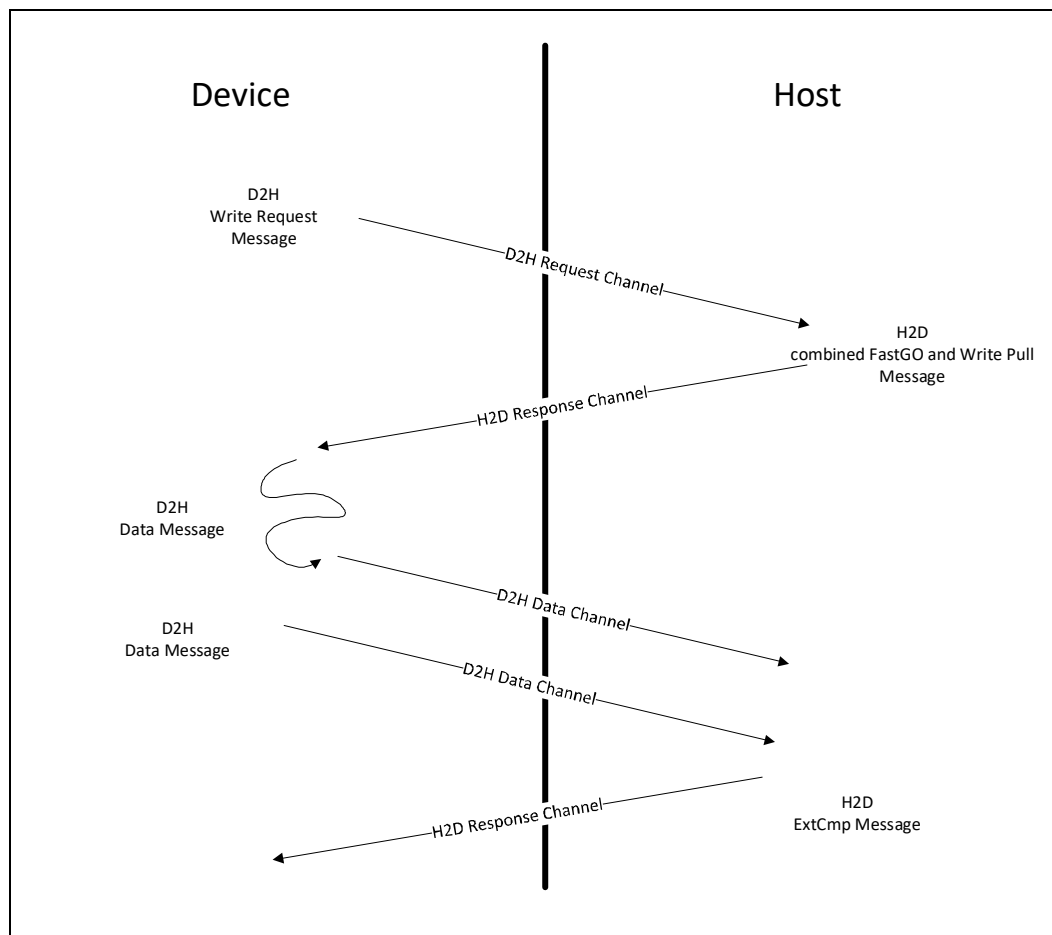 Device
Host
D2H
Write Request
Message
D2H Request Channel
H2D
combined FastGO and Write Pull
Message
H2D Response Channel
D2H
Data Message
D2H Data Channel
D2H
Data Message
D2H Data Channel
H2D
ExtCmp Message
H2D Response Channel